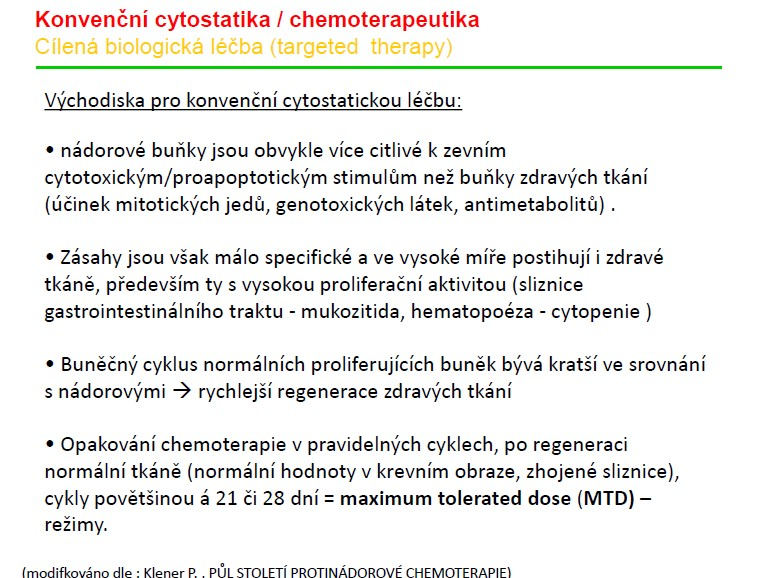 Konvenční cytostatika / chemoterapeutika
Cílená biologická léčba (targeted  therapy)
Východiska pro konvenční cytostatickou léčbu:
• nádorové buňky jsou obvykle více citlivé k zevním
cytotoxickým/proapoptotickým stimulům než buňky zdravých tkání
(účinek mitotických jedů, genotoxických látek, antimetabolitů) .
• Zásahy jsou však málo specifické a ve vysoké míře postihují i zdravé
tkáně, především ty s vysokou proliferační aktivitou (sliznice
gastrointestinálního traktu - mukozitida, hematopoéza - cytopenie )
• Buněčný cyklus normálních proliferujících buněk bývá kratší ve srovnání
s nádorovými → rychlejší regenerace zdravých tkání
• Opakování chemoterapie v pravidelných cyklech, po regeneraci
normální tkáně (normální hodnoty v krevním obraze, zhojené sliznice),
cykly povětšinou á 21 či 28 dní = maximum tolerated dose (MTD) –
režimy.
(modifkováno dle : Klener P. . PŮL STOLETÍ PROTINÁDOROVÉ CHEMOTERAPIE)